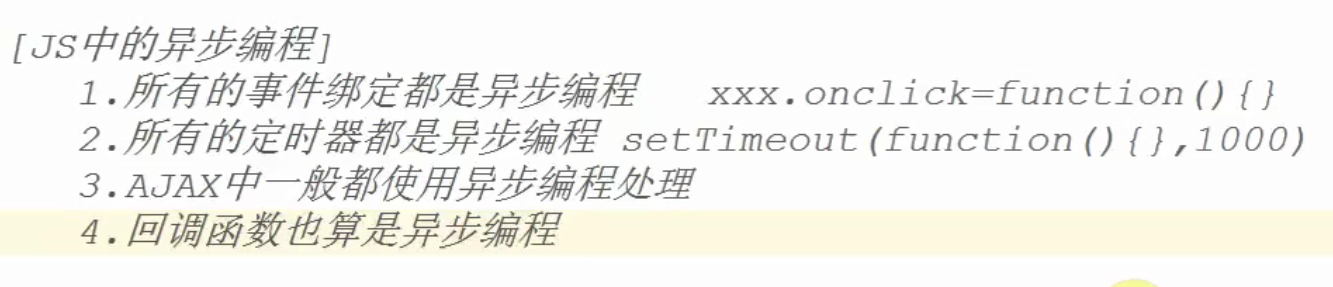 [JS中的异步编程]
1.所有的事件绑定都是异步编程 xxx.onclick=function(){}
2.所有的定时器都是异步编程 setTimeout(function(){},1000)
3.AJAX中一般都使用异步编程处理
4.回调函数也算是异步编程